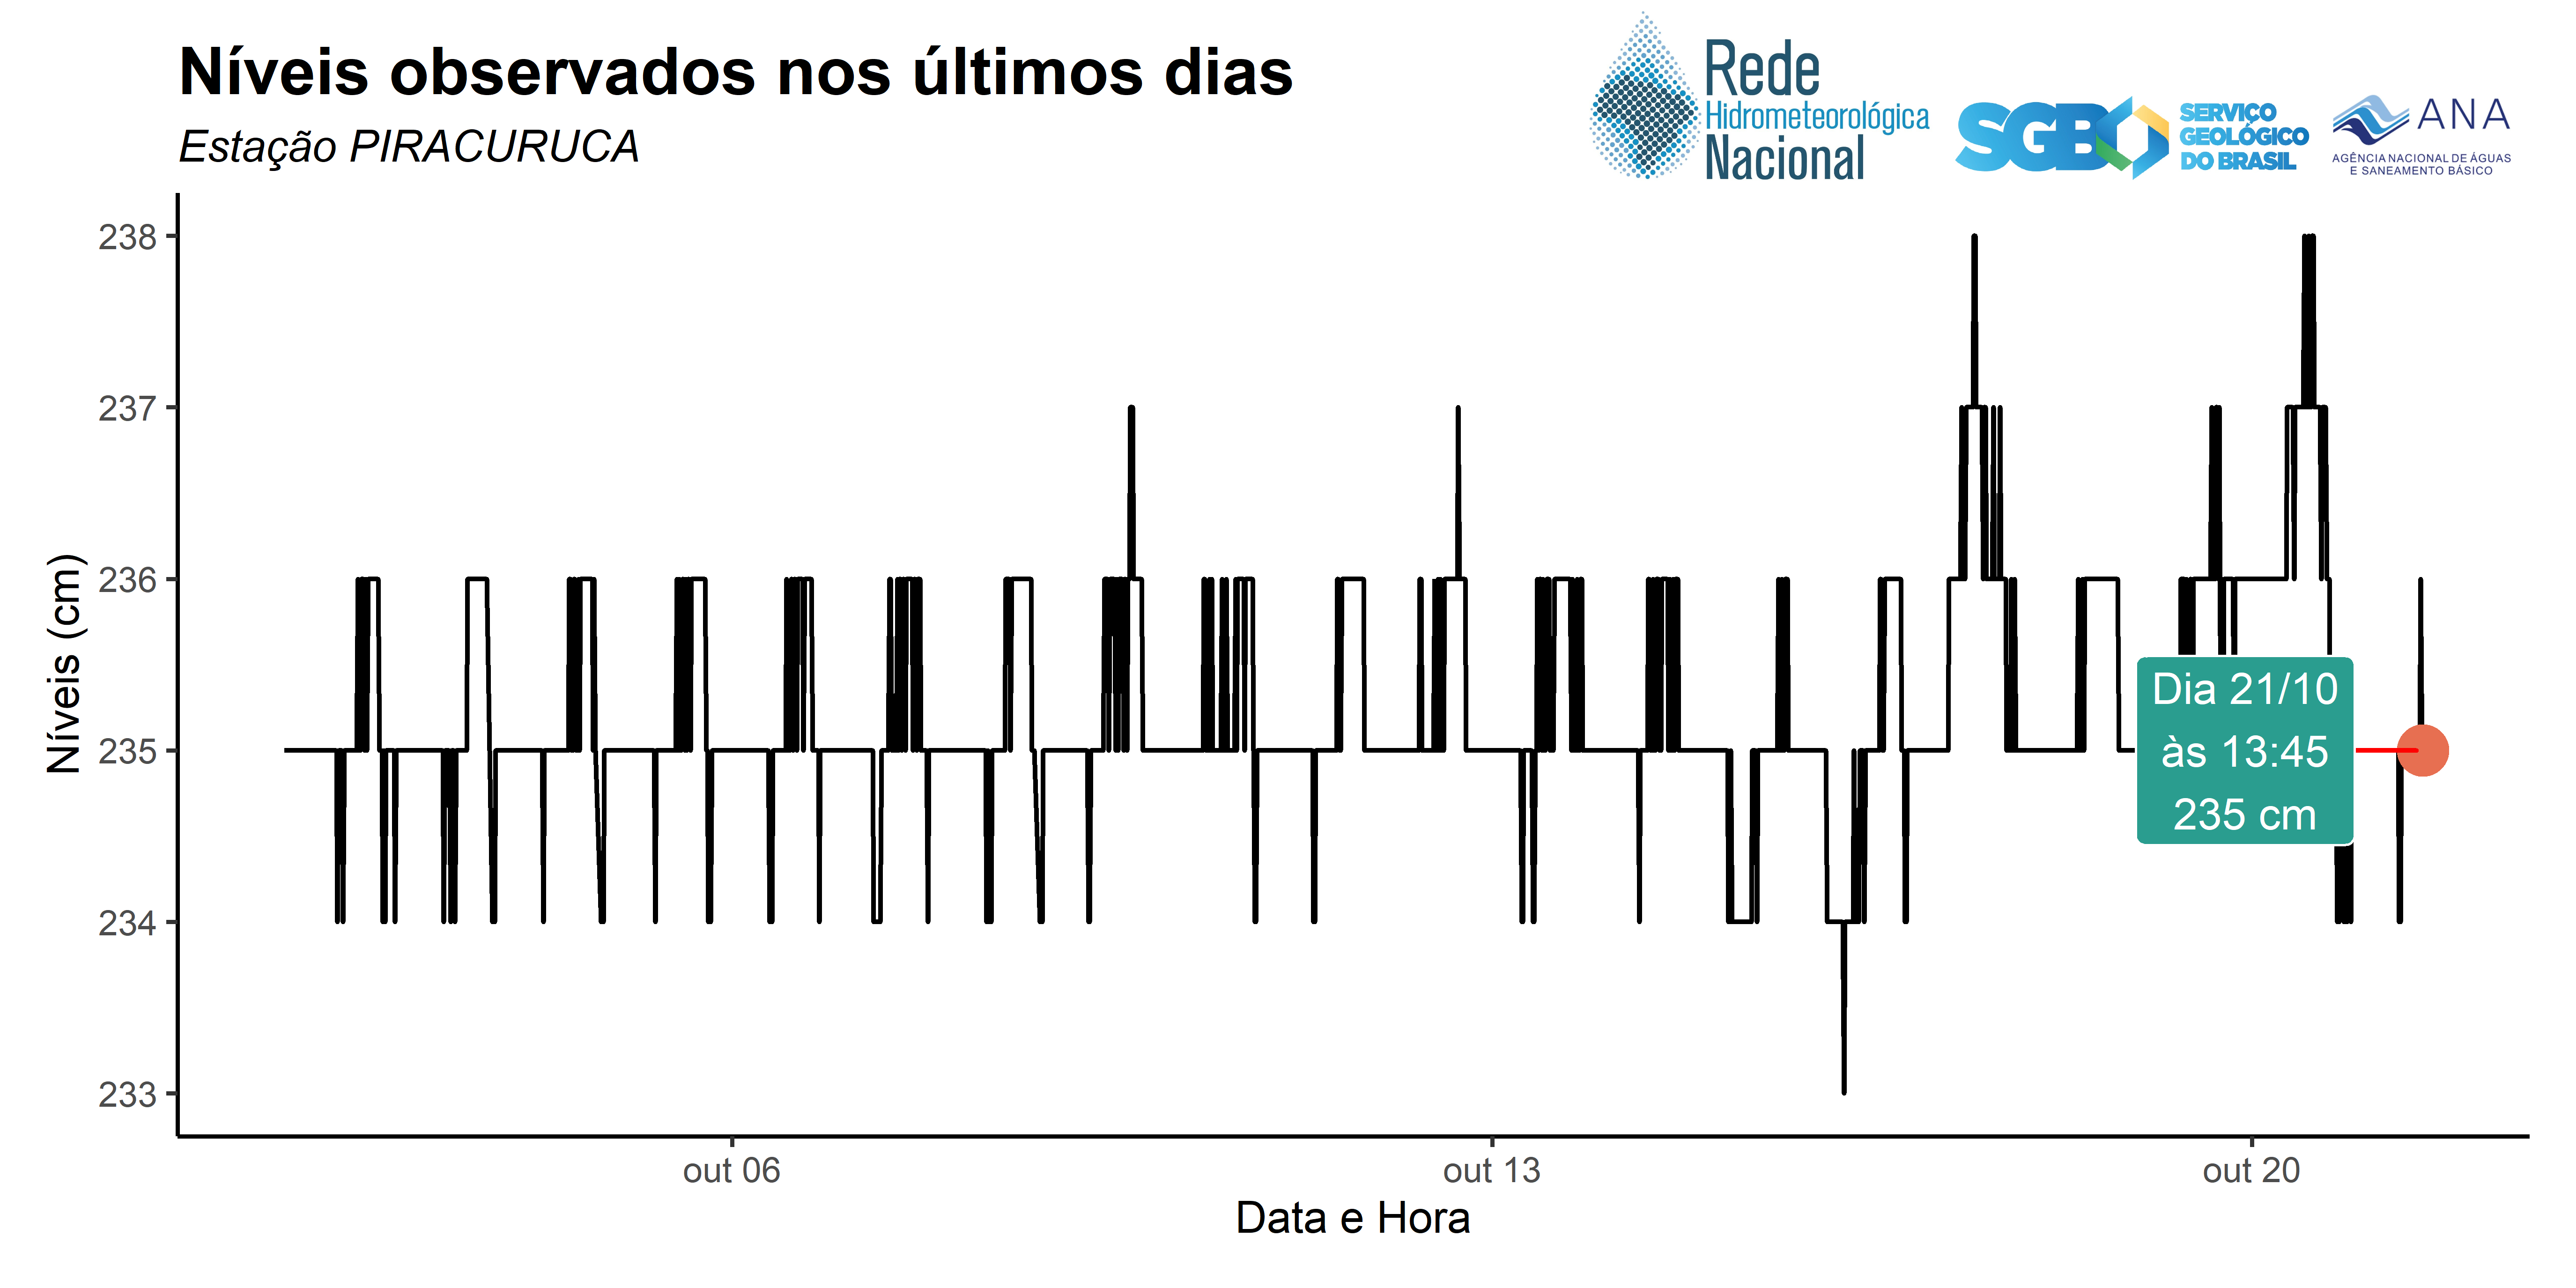 Níveis observados nos últimos dias
Estação PIRACURUCA
Rede
Hidrometeorológica
Nacional
SGB
SERVIÇO
GEOLÓGICO
DO BRASIL
ANA
AGÊNCIA NACIONAL DE ÁGUAS
E SANEAMENTO BÁSICO
Níveis (cm)
238
237
236
235
234
233
Dia 21/10
às 13:45
235 cm
out 06
out 13
out 20
Data e Hora